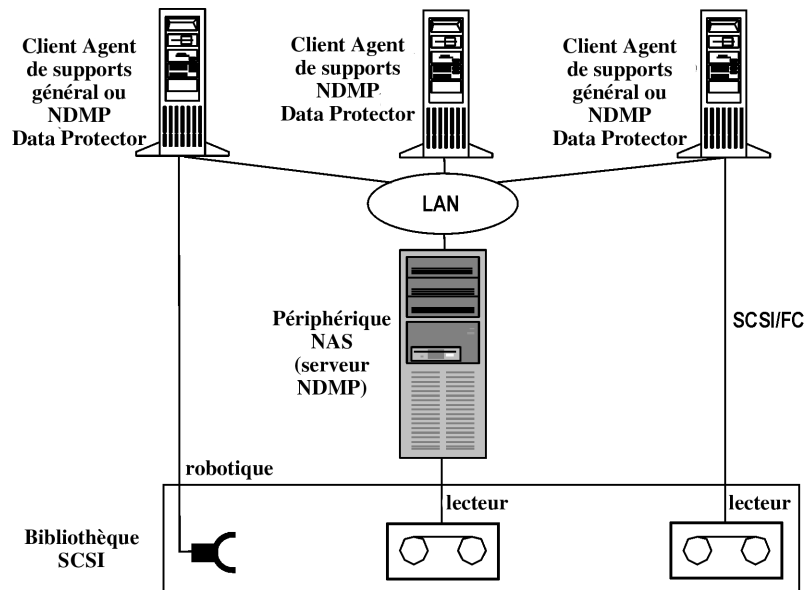 Client Agent
de supports
général ou
NDMP
Data Protector
Client Agent
de supports
NDMP
Data Protector
Client Agent
de supports
général ou
NDMP
Data Protector
LAN
Périphérique
NAS
(serveur
NDMP)
SCSI/FC
robotique
lecteur
lecteur
Bibliothèque
SCSI